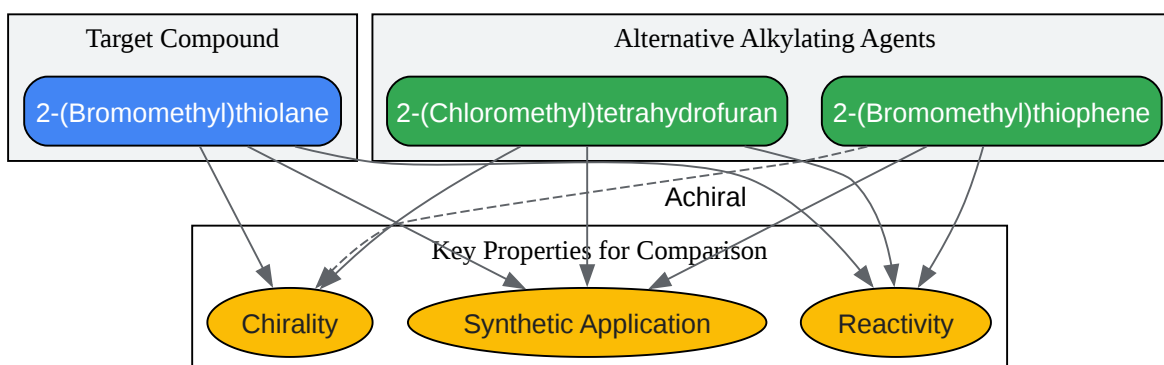 Target Compound
Alternative Alkylating Agents
2-(Bromomethyl)thiolane
2-(Chloromethyl)tetrahydrofuran
2-(Bromomethyl)thiophene
Achiral
Key Properties for Comparison
Chirality
Synthetic Application
Reactivity